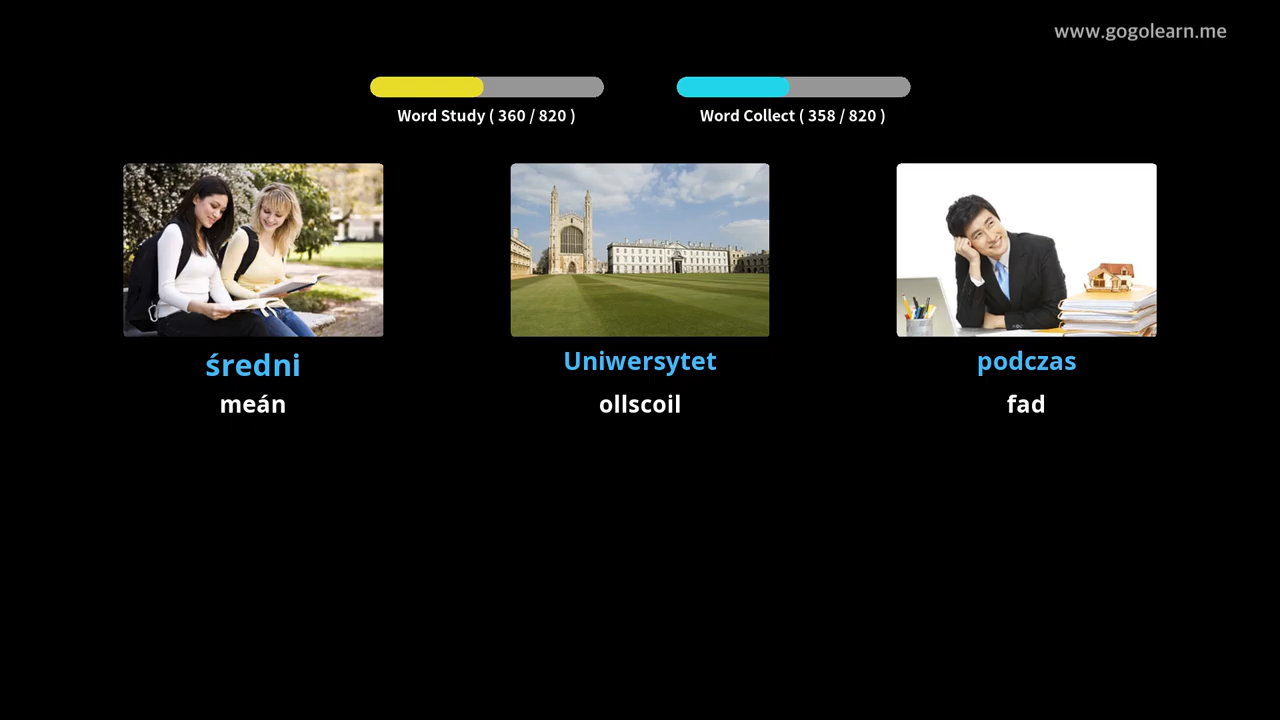 www.gogolearn.me
Word Study ( 360 / 820 )
Word Collect ( 358 / 820 )
średni
Uniwersytet
podczas
meán
ollscoil
fad